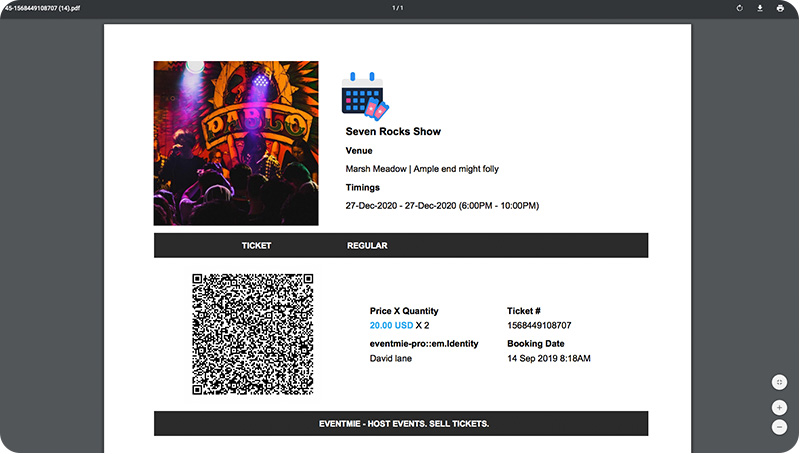 45-1568449108707 (14).pdf
1 / 1
PABLO
Seven Rocks Show
Venue
Marsh Meadow | Ample end might folly
Timings
27-Dec-2020 - 27-Dec-2020 (6:00PM - 10:00PM)
TICKET REGULAR
Price X Quantity
20.00 USD X 2
Ticket #
1568449108707
eventmie-pro::em.Identity
David lane
Booking Date
14 Sep 2019 8:18AM
EVENTMIE - HOST EVENTS. SELL TICKETS.